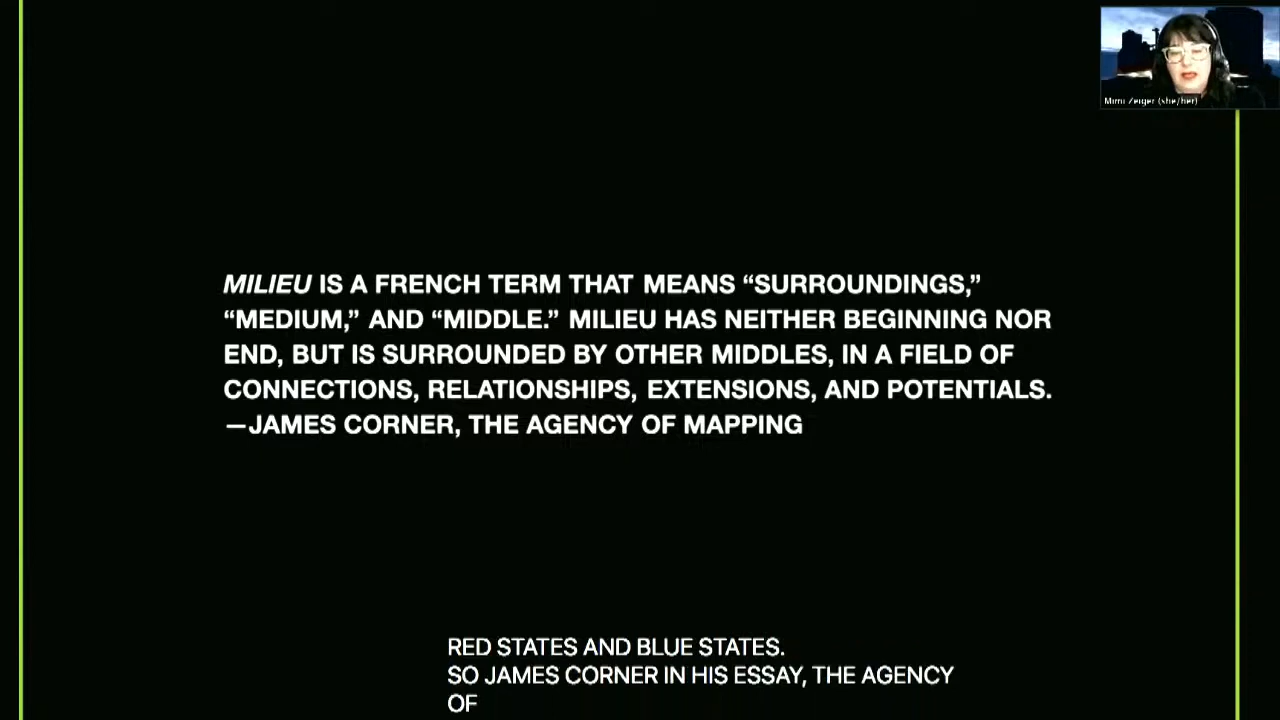 Mimi Zeiger (she/her)
MILIEU IS A FRENCH TERM THAT MEANS “SURROUNDINGS,”
“MEDIUM,” AND “MIDDLE.” MILIEU HAS NEITHER BEGINNING NOR
END, BUT IS SURROUNDED BY OTHER MIDDLES, IN A FIELD OF
CONNECTIONS, RELATIONSHIPS, EXTENSIONS, AND POTENTIALS.
—JAMES CORNER, THE AGENCY OF MAPPING
RED STATES AND BLUE STATES.
SO JAMES CORNER IN HIS ESSAY, THE AGENCY
OF